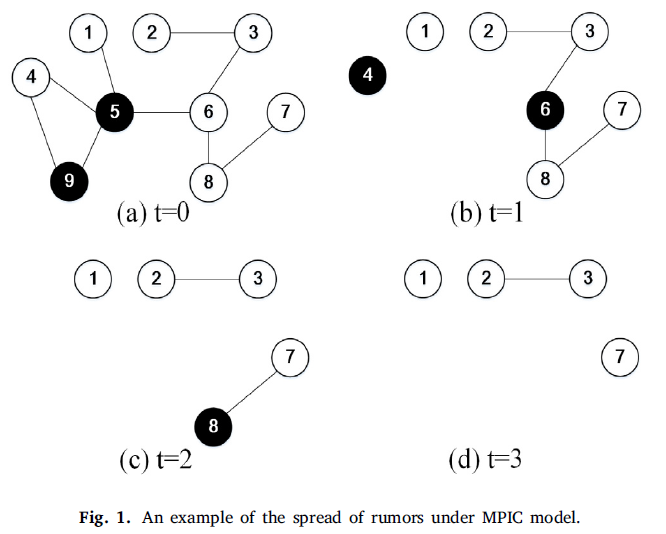 1 2 3
4 5 6 7
9 8
(a) t=0
1 2 3
4 6 7
8
(b) t=1
1 2 3
7
8
(c) t=2
1 2 3
7
(d) t=3
Fig. 1. An example of the spread of rumors under MPIC model.